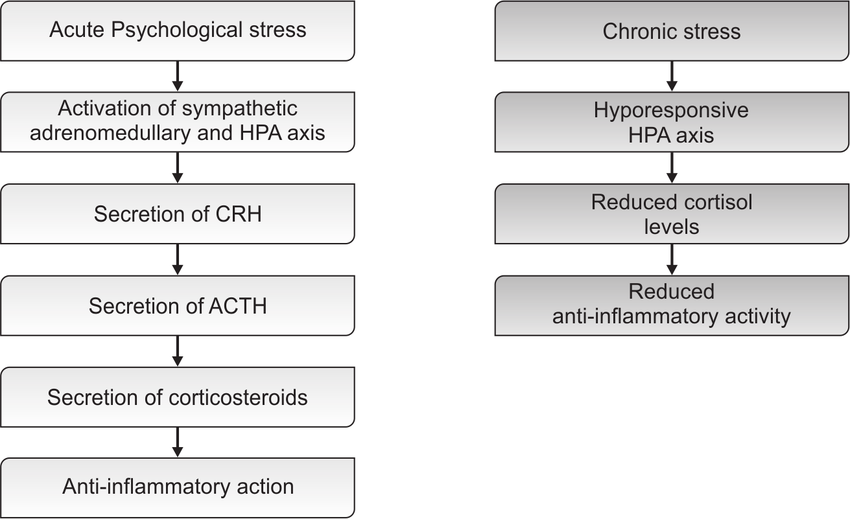 Acute Psychological stress
Activation of sympathetic
adrenomedullary and HPA axis
Secretion of CRH
Secretion of ACTH
Secretion of corticosteroids
Anti-inflammatory action
Chronic stress
Hyporesponsive
HPA axis
Reduced cortisol
levels
Reduced
anti-inflammatory activity